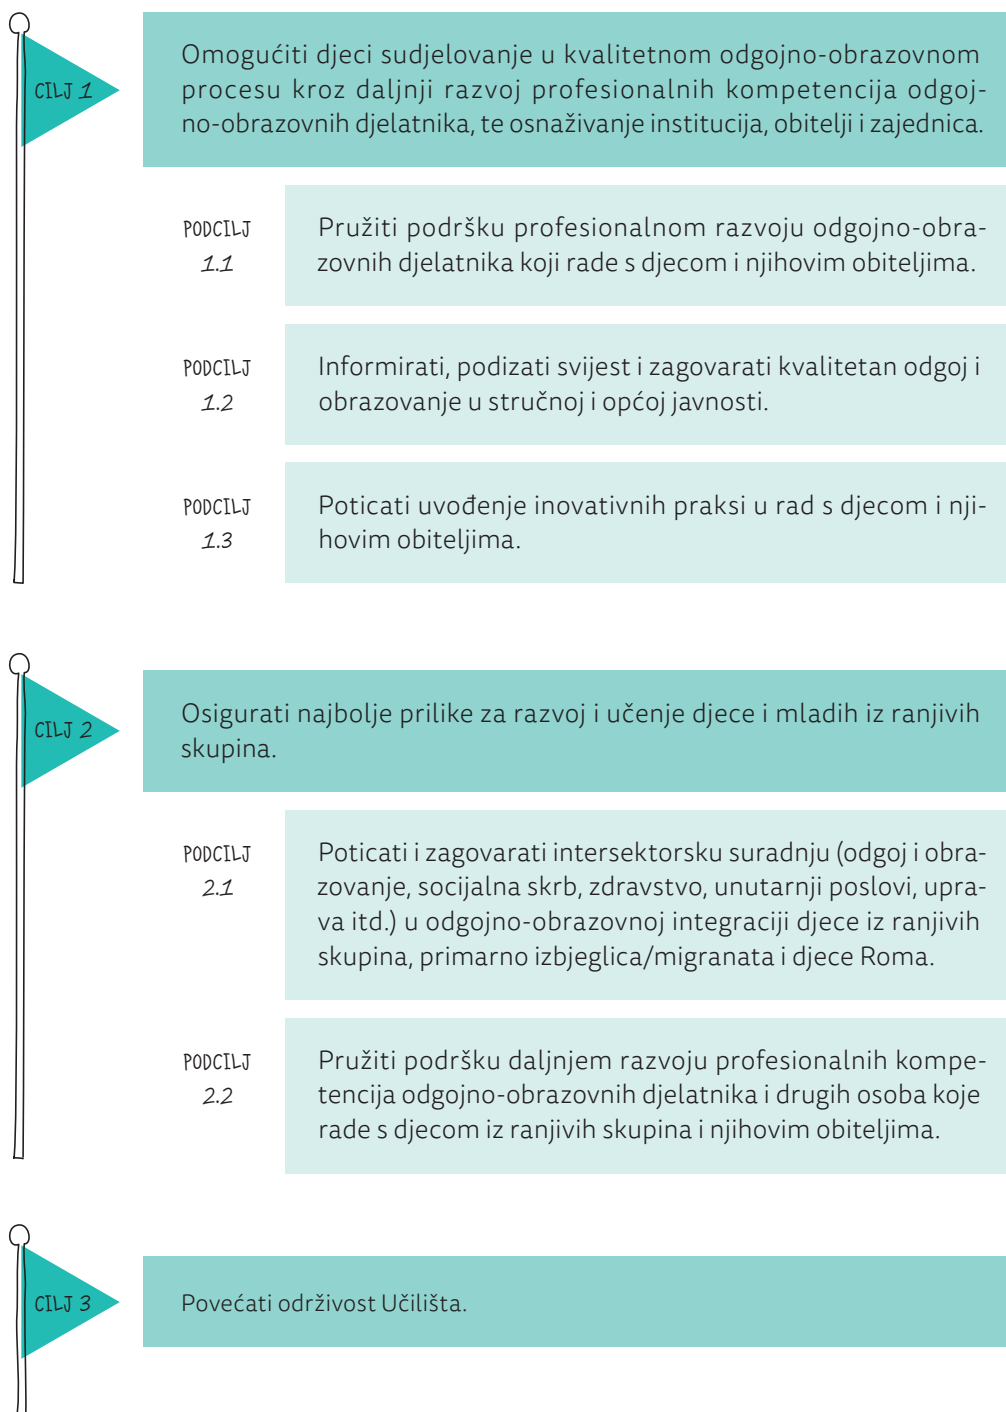 CILJ 1
Omogućiti djeci sudjelovanje u kvalitetnom odgojno-obrazovnom
procesu kroz daljnji razvoj profesionalnih kompetencija odgoj-
no-obrazovnih djelatnika, te osnaživanje institucija, obitelji i zajednica.
PODCILJ
1.1
Pružiti podršku profesionalnom razvoju odgojno-obra-
zovnih djelatnika koji rade s djecom i njihovim obiteljima.
PODCILJ
1.2
Informirati, podizati svijest i zagovarati kvalitetan odgoj i
obrazovanje u stručnoj i općoj javnosti.
PODCILJ
1.3
Poticati uvođenje inovativnih praksi u rad s djecom i nji-
hovim obiteljima.
CILJ 2
Osigurati najbolje prilike za razvoj i učenje djece i mladih iz ranjivih
skupina.
PODCILJ
2.1
Poticati i zagovarati intersektorsku suradnju (odgoj i obra-
zovanje, socijalna skrb, zdravstvo, unutarnji poslovi, upra-
va itd.) u odgojno-obrazovnoj integraciji djece iz ranjivih
skupina, primarno izbjeglica/migranata i djece Roma.
PODCILJ
2.2
Pružiti podršku daljnjem razvoju profesionalnih kompe-
tencija odgojno-obrazovnih djelatnika i drugih osoba koje
rade s djecom iz ranjivih skupina i njihovim obiteljima.
CILJ 3
Povećati održivost Učilišta.